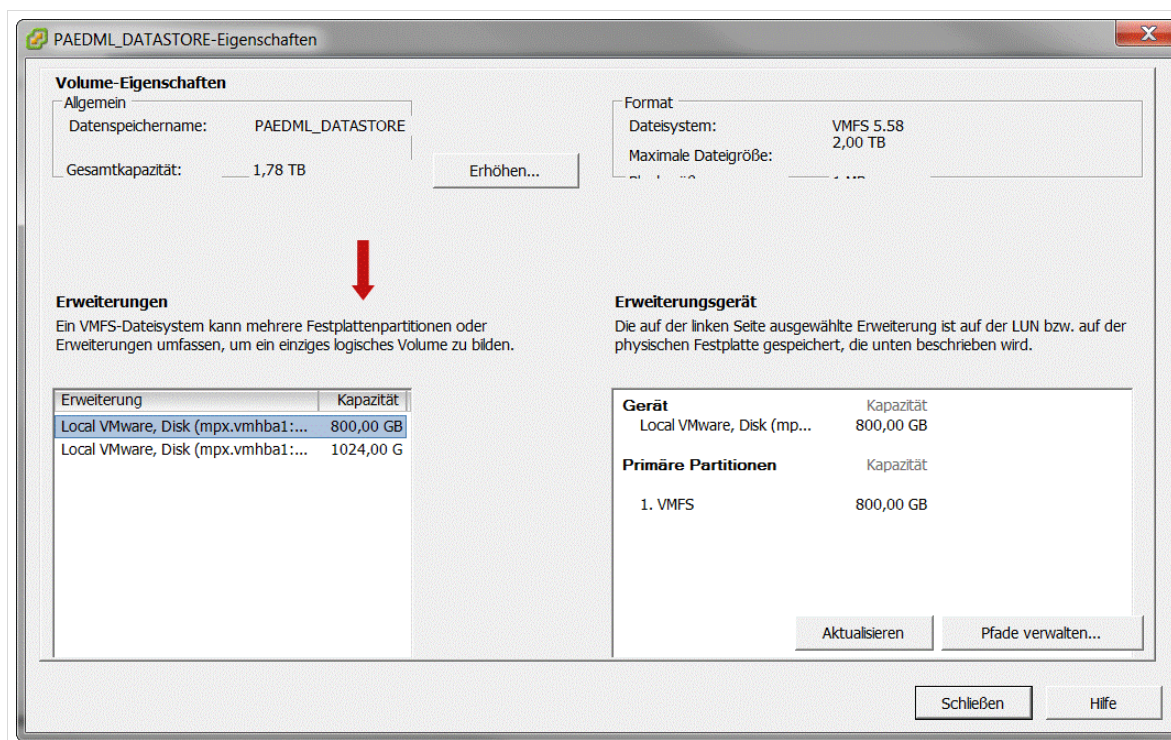 PAEDML_DATASTORE-Eigenschaften
Volume-Eigenschaften
Allgemein
Datenspeichername: PAEDML_DATASTORE
Gesamtkapazität: 1,78 TB
Erhöhen...
Format
Dateisystem: VMFS 5.58
Maximale Dateigröße: 2,00 TB
Erweiterungen
Ein VMFS-Dateisystem kann mehrere Festplattenpartitionen oder
Erweiterungen umfassen, um ein einziges logisches Volume zu bilden.
Erweiterungsgerät
Die auf der linken Seite ausgewählte Erweiterung ist auf der LUN bzw. auf der
physischen Festplatte gespeichert, die unten beschrieben wird.
Erweiterung Kapazität
Local VMware, Disk (mpx.vmhba1:... 800,00 GB
Local VMware, Disk (mpx.vmhba1:... 1024,00 G
Gerät Kapazität
Local VMware, Disk (mp... 800,00 GB
Primäre Partitionen Kapazität
1. VMFS 800,00 GB
Aktualisieren
Pfade verwalten...
Schließen
Hilfe